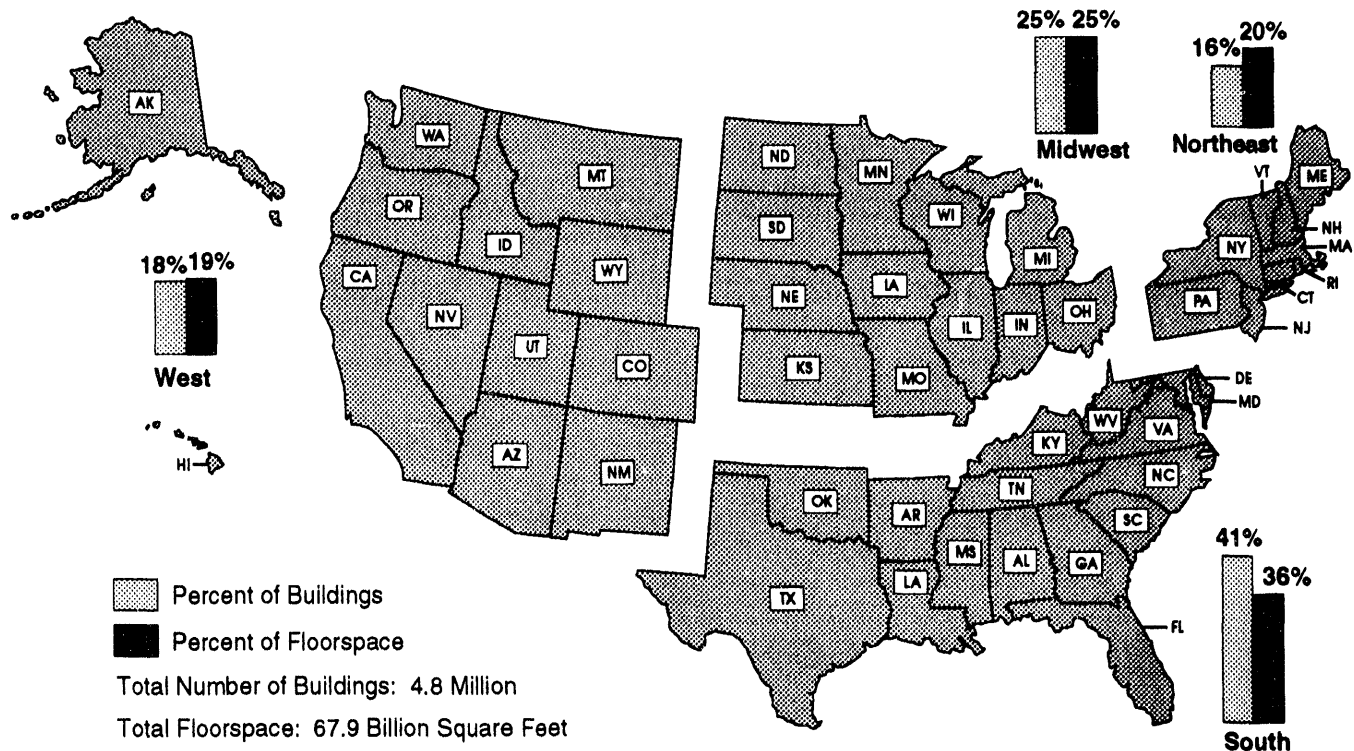 25% 25%
Midwest
16%
20%
Northeast
18% 19%
West
41%
36%
South
AK
HI
WA
OR
CA
ID
NV
MT
WY
UT
CO
AZ
NM
ND
SD
NE
KS
MN
IA
MO
WI
IL
MI
IN
OH
VT
ME
NH
MA
NY
RI
CT
PA
NJ
DE
MD
WV
VA
KY
NC
TN
SC
OK
AR
TX
LA
MS
AL
GA
FL
Percent of Buildings
Percent of Floorspace
Total Number of Buildings: 4.8 Million
Total Floorspace: 67.9 Billion Square Feet